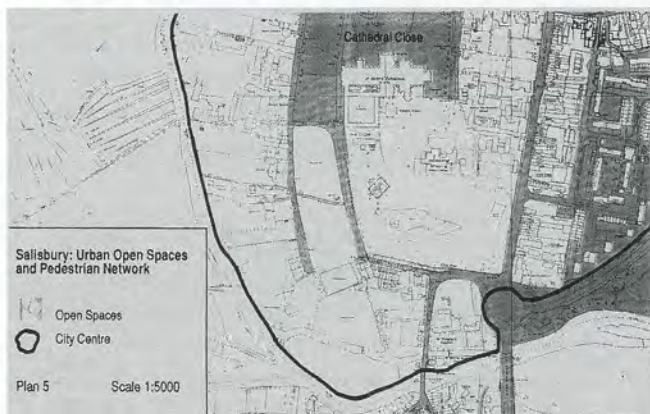 Cathedral Close
Salisbury: Urban Open Spaces
and Pedestrian Network
Open Spaces
City Centre
Plan 5 Scale 1:5000